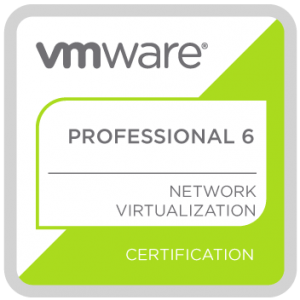 vmware®
PROFESSIONAL 6
NETWORK
VIRTUALIZATION
CERTIFICATION